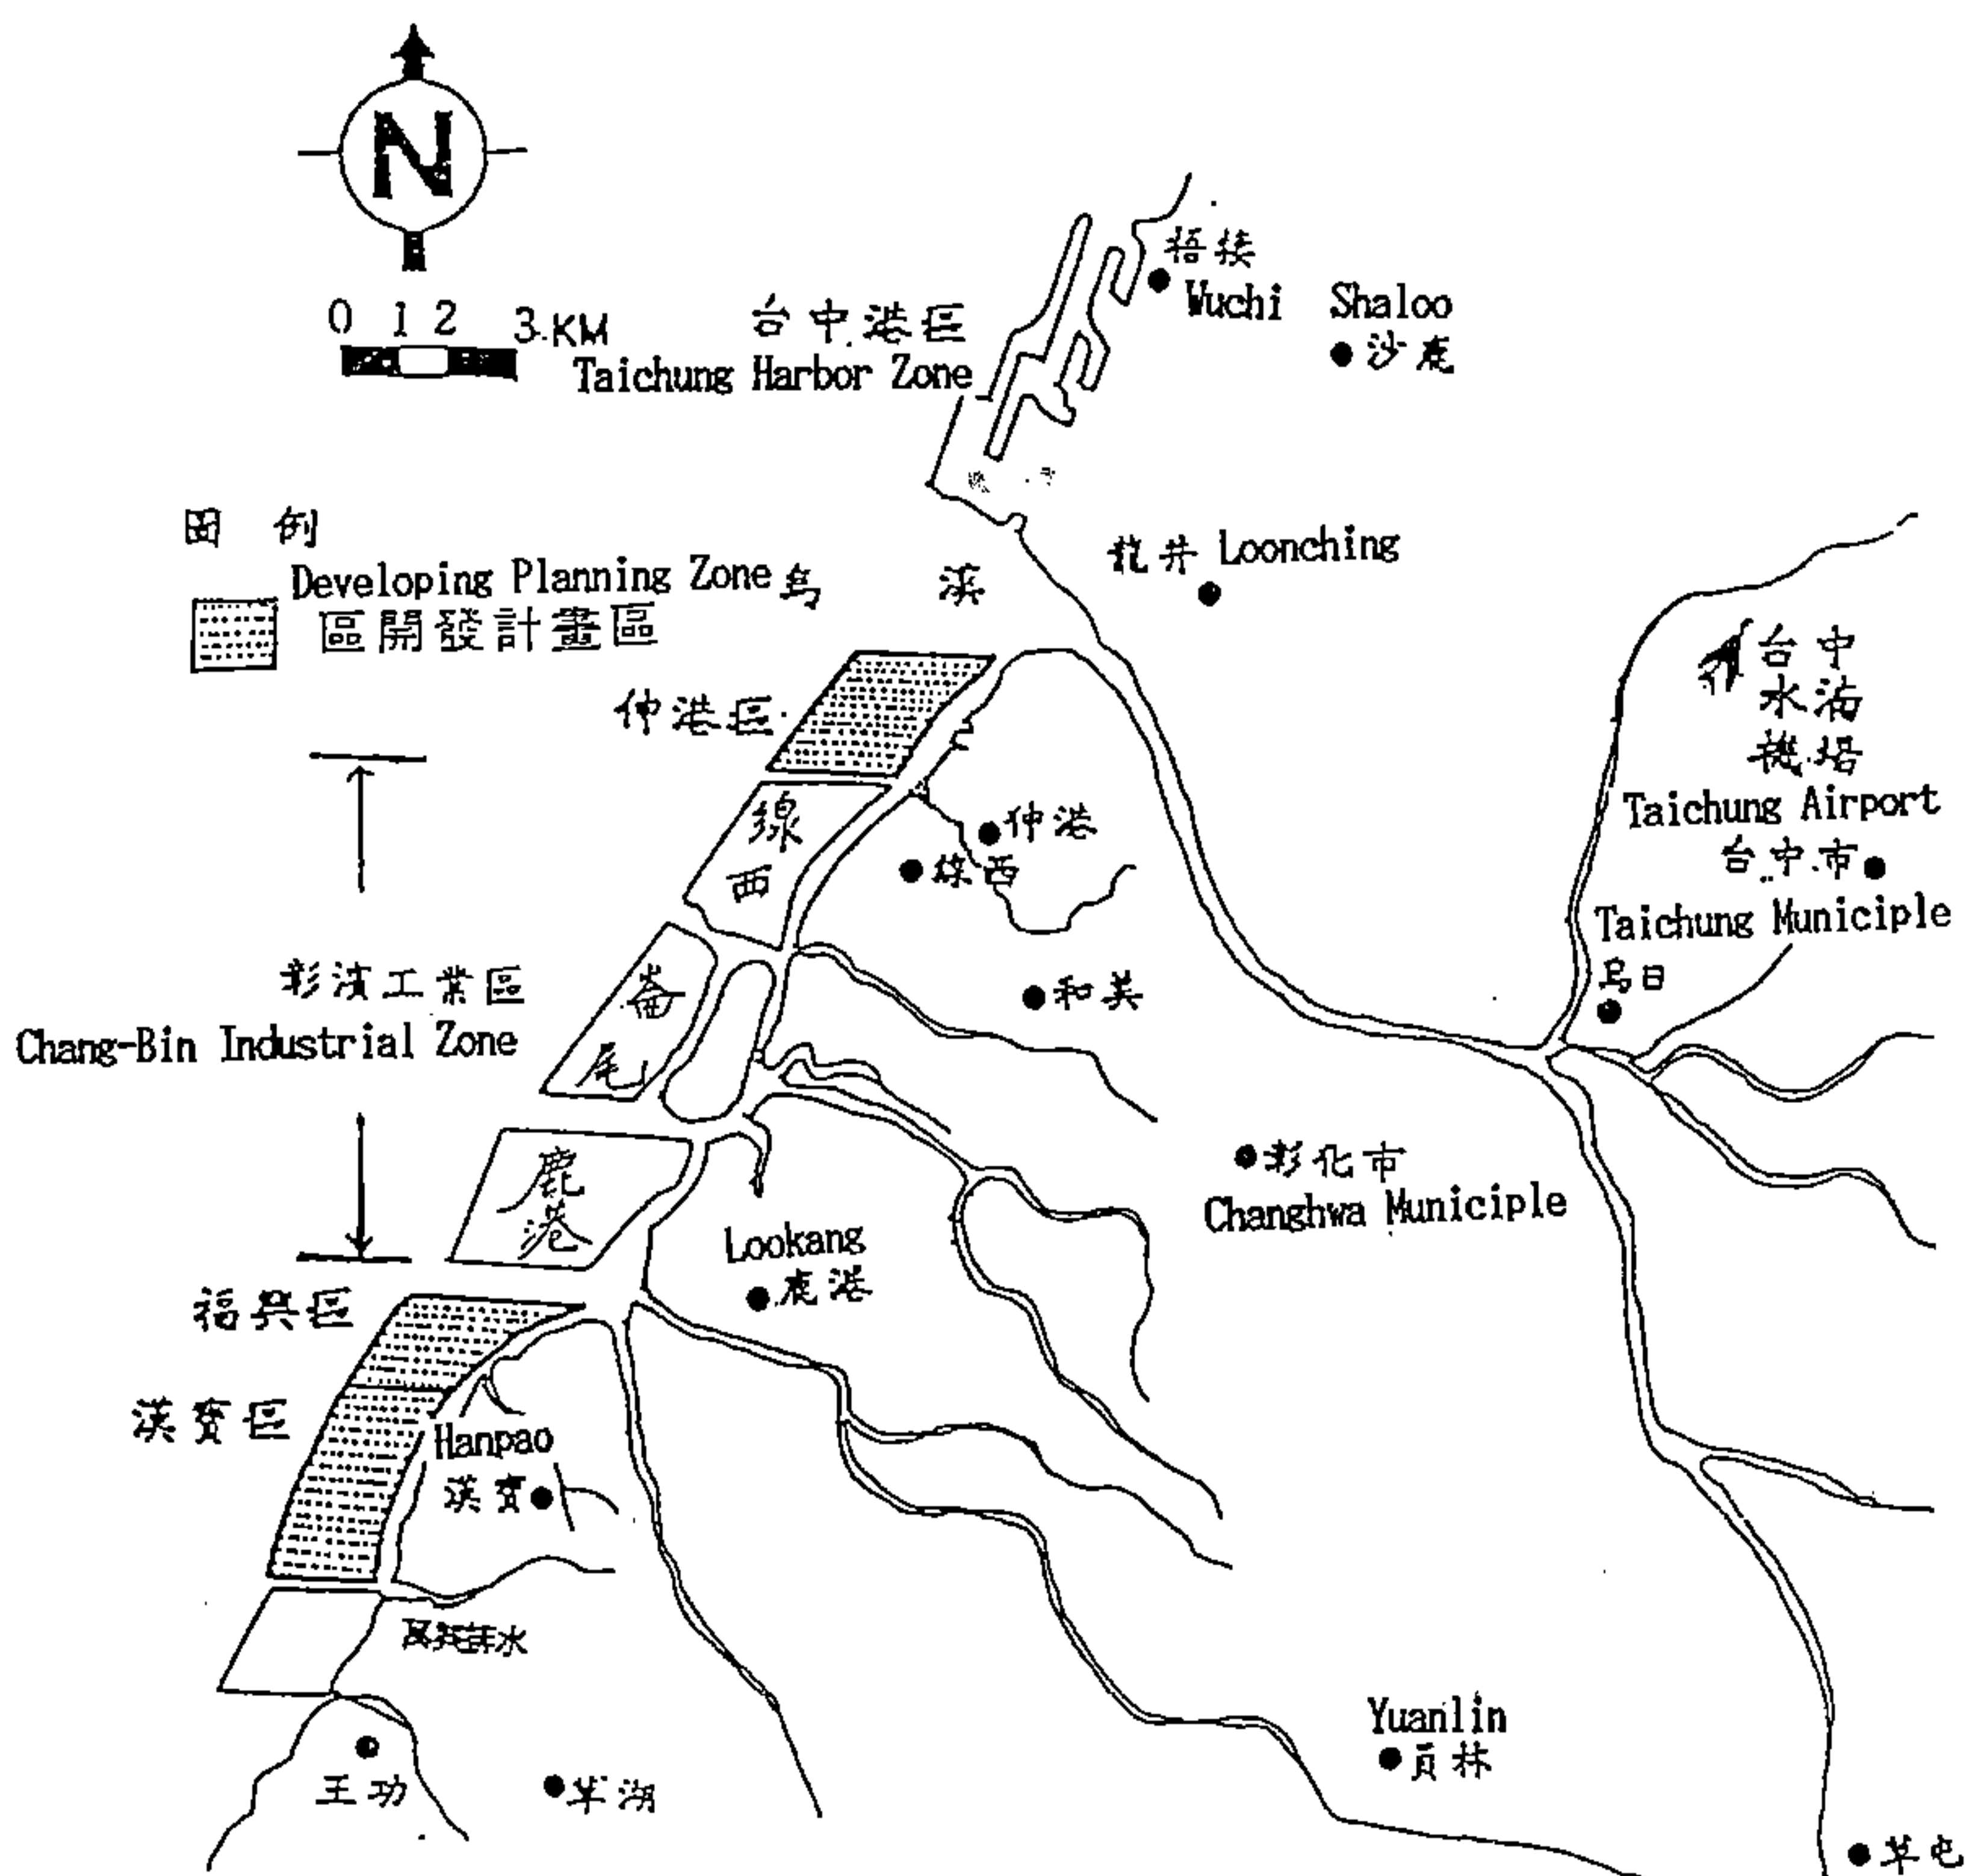 N
0 1 2 3 KM
台中港區
Taichung Harbor Zone
梧棲
Wuchi
Shaloo
沙鹿
圖例
Developing Planning Zone
區開發計畫區
烏溪
龍井 Loonching
伸港區
台中
水湳
機場
Taichung Airport
台中市
Taichung Municiple
烏日
線西
伸港
線西
彰濱工業區
Chang-Bin Industrial Zone
崙尾
和美
彰化市
Changhwa Municiple
鹿港
Lookang
鹿港
福興區
漢寶區
Hanpao
漢寶
王功
草湖
Yuanlin
員林
草屯